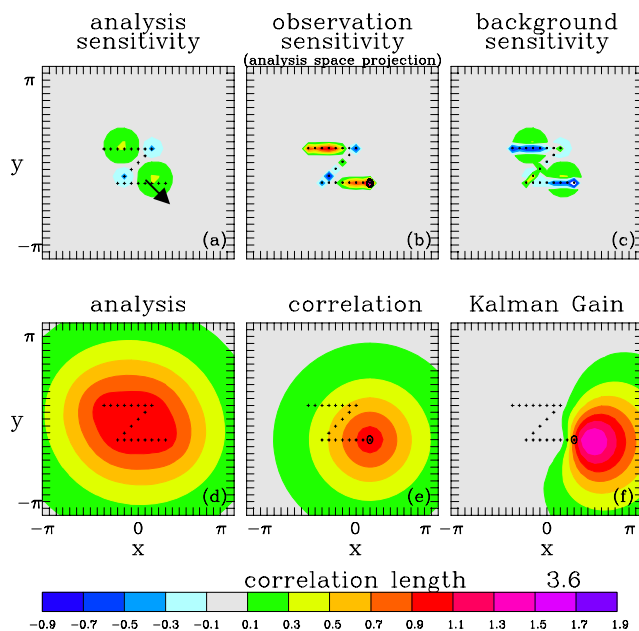 analysis sensitivity
observation sensitivity
(analysis space projection)
background sensitivity
π
y
−π
(a)
(b)
(c)
analysis
correlation
Kalman Gain
π
y
−π
(d)
(e)
(f)
−π 0 π
−π 0 π
−π 0 π
x
x
x
correlation length 3.6
−0.9 −0.7 −0.5 −0.3 −0.1 0.1 0.3 0.5 0.7 0.9 1.1 1.3 1.5 1.7 1.9